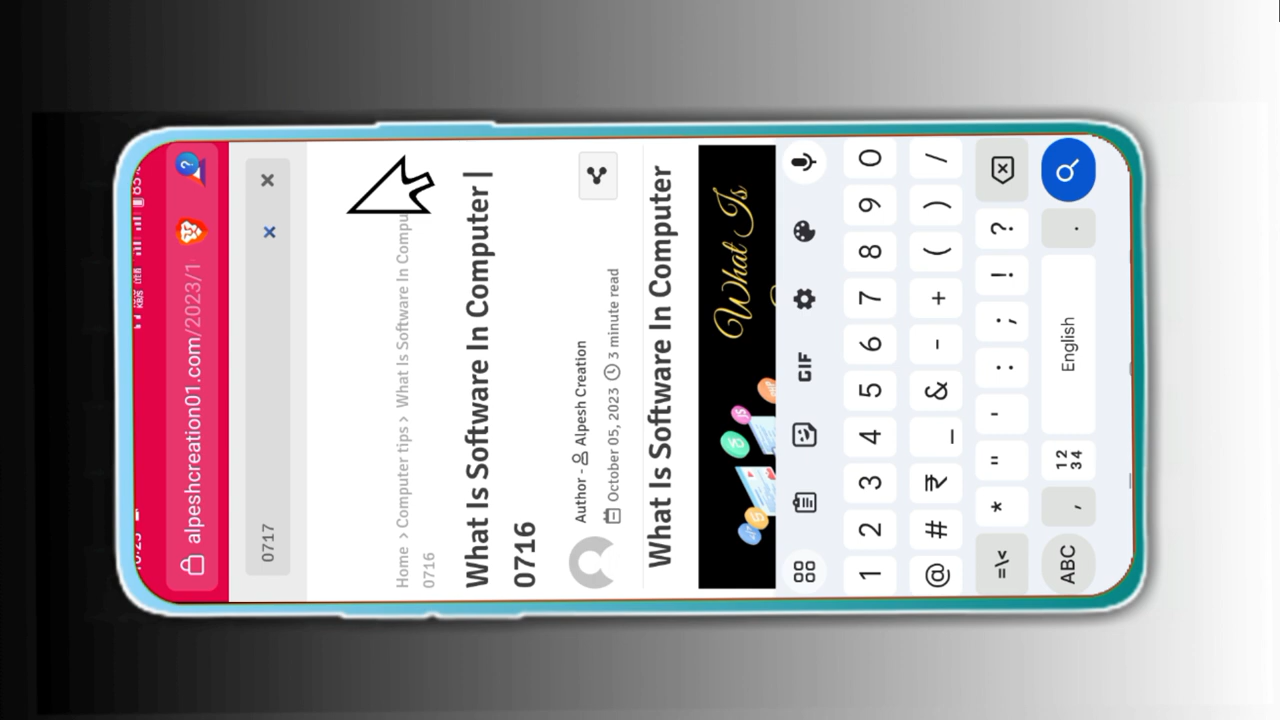 alpeshcreation01.com/2023/1
0717
Home > Computer tips > What Is Software In Compu
0716
What Is Software In Computer |
0716
Author - Alpesh Creation
October 05, 2023 3 minute read
What Is Software In Computer
What Is
GIF
1 2 3 4 5 6 7 8 9 0
@ # ₹ _ & - + ( ) /
=\< * " ' : ; ! ?
ABC , 12 34 English .